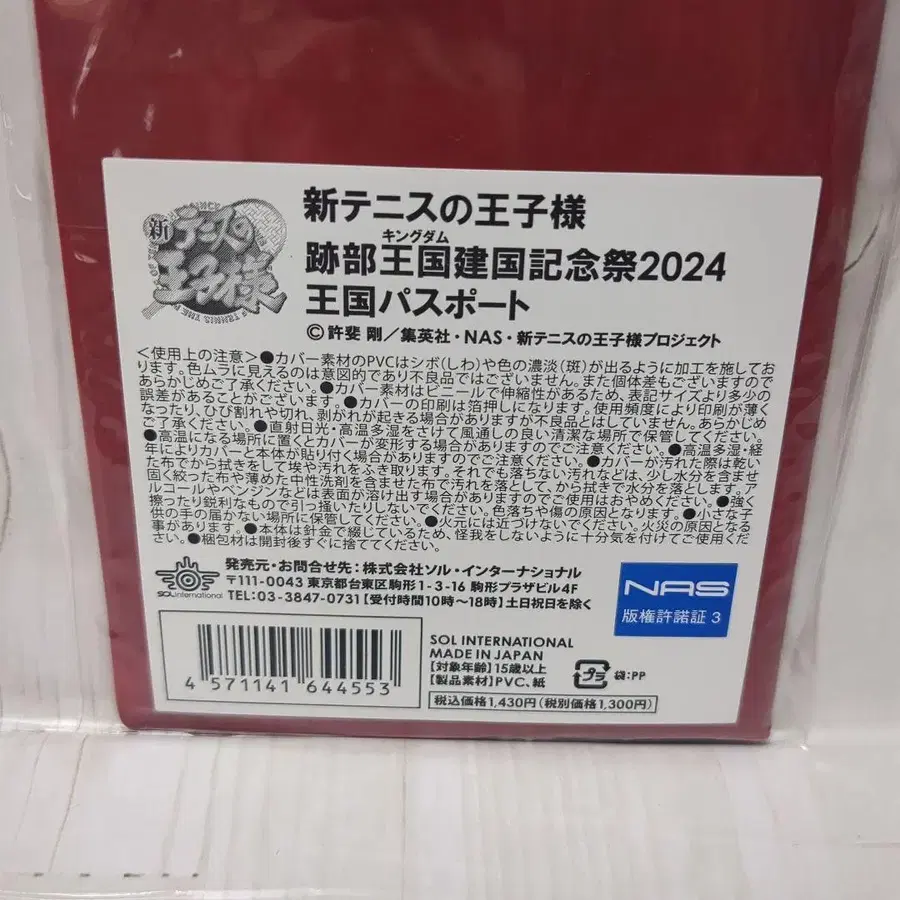 新テニスの王子様
新テニスの王子様
キングダム
跡部王国建国記念祭2024
王国パスポート
©許斐 剛／集英社・NAS・新テニスの王子様プロジェクト
＜使用上の注意＞●カバー素材のPVCはシボ(しわ)や色の濃淡(斑)が出るように加工を施してお
ります。色ムラに見えるのは意図的であり不良品ではございません。また個体差もございますので
あらかじめご了承ください。●カバー素材はビニールで伸縮性があるため、表記サイズより多少の
誤差があることがございます。●カバーの印刷は箔押しになります。使用頻度により印刷が薄く
なったり、ひび割れや切れ、剥がれが起きる場合がありますが不良品とはしていません。あらかじめ
ご了承ください。●直射日光・高温多湿をさけて風通しの良い清潔な場所で保管してください。
●高温になる場所に置くとカバーが変形する場合がありますのでご注意ください。●高温多湿・経
年によりカバーと本体が貼り付く場合がありますのでご注意ください。●カバーが汚れた際は乾い
た布でから拭きをして埃や汚れをふき取ります。それでも落ちない汚れなどは、少し水分を含ませ
固く絞った布や薄めた中性洗剤を含ませた布で汚れを落として、から拭きで水分を落とします。ア
ルコールやベンジンなどは表面が溶け出す場合がありますのでご使用はおやめください。●強く
擦ったり鋭利なもので引っ掻いたりしないでください。色落ちや傷の原因となります。●小さな子
供の手の届かない場所に保管してください。●火元には近づけないでください。火災の原因となる
事があります。●本体は針金で綴じているため、怪我をしないように十分気を付けてご使用くだ
さい。●梱包材は開封後すぐに捨ててください。
SOL International
発売元・お問合せ先：株式会社ソル・インターナショナル
〒111-0043 東京都台東区駒形1-3-16 駒形プラザビル4F
TEL:03-3847-0731【受付時間10時〜18時】土日祝日を除く
NAS
版権許諾証 3
4 571141 644553
SOL INTERNATIONAL
MADE IN JAPAN
【対象年齢】15歳以上
【製品素材】PVC、紙
プラ 袋:PP
税込価格1,430円(税別価格1,300円)